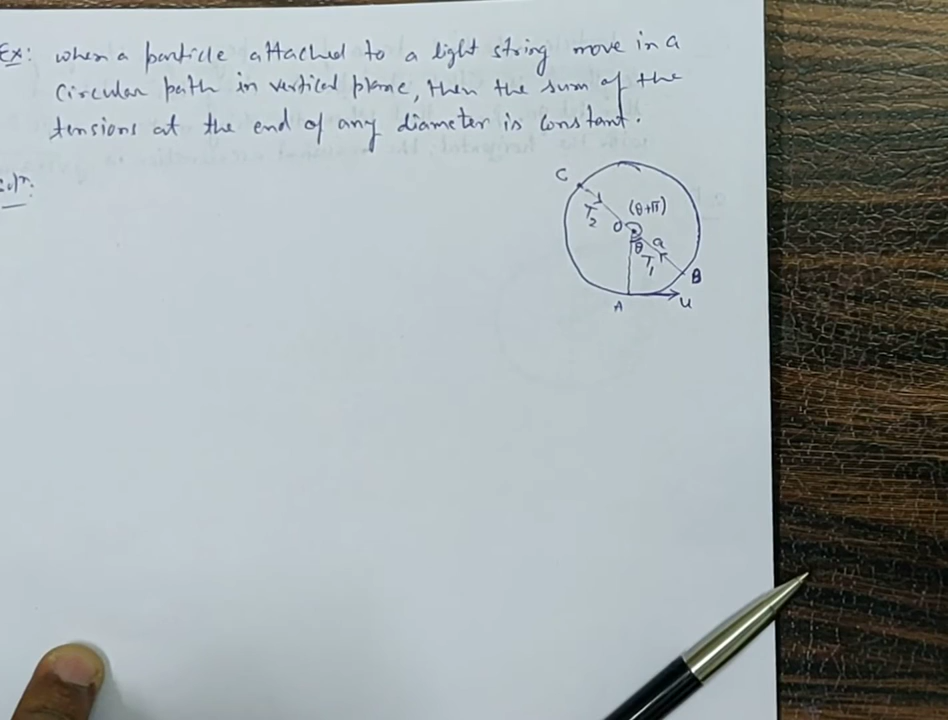 Ex: when a particle attached to a light string move in a
circular path in vertical plane, then the sum of the
tensions at the end of any diameter is constant.
Solⁿ:
C
T₂
(θ+π)
O
θ
a
T₁
B
A
u